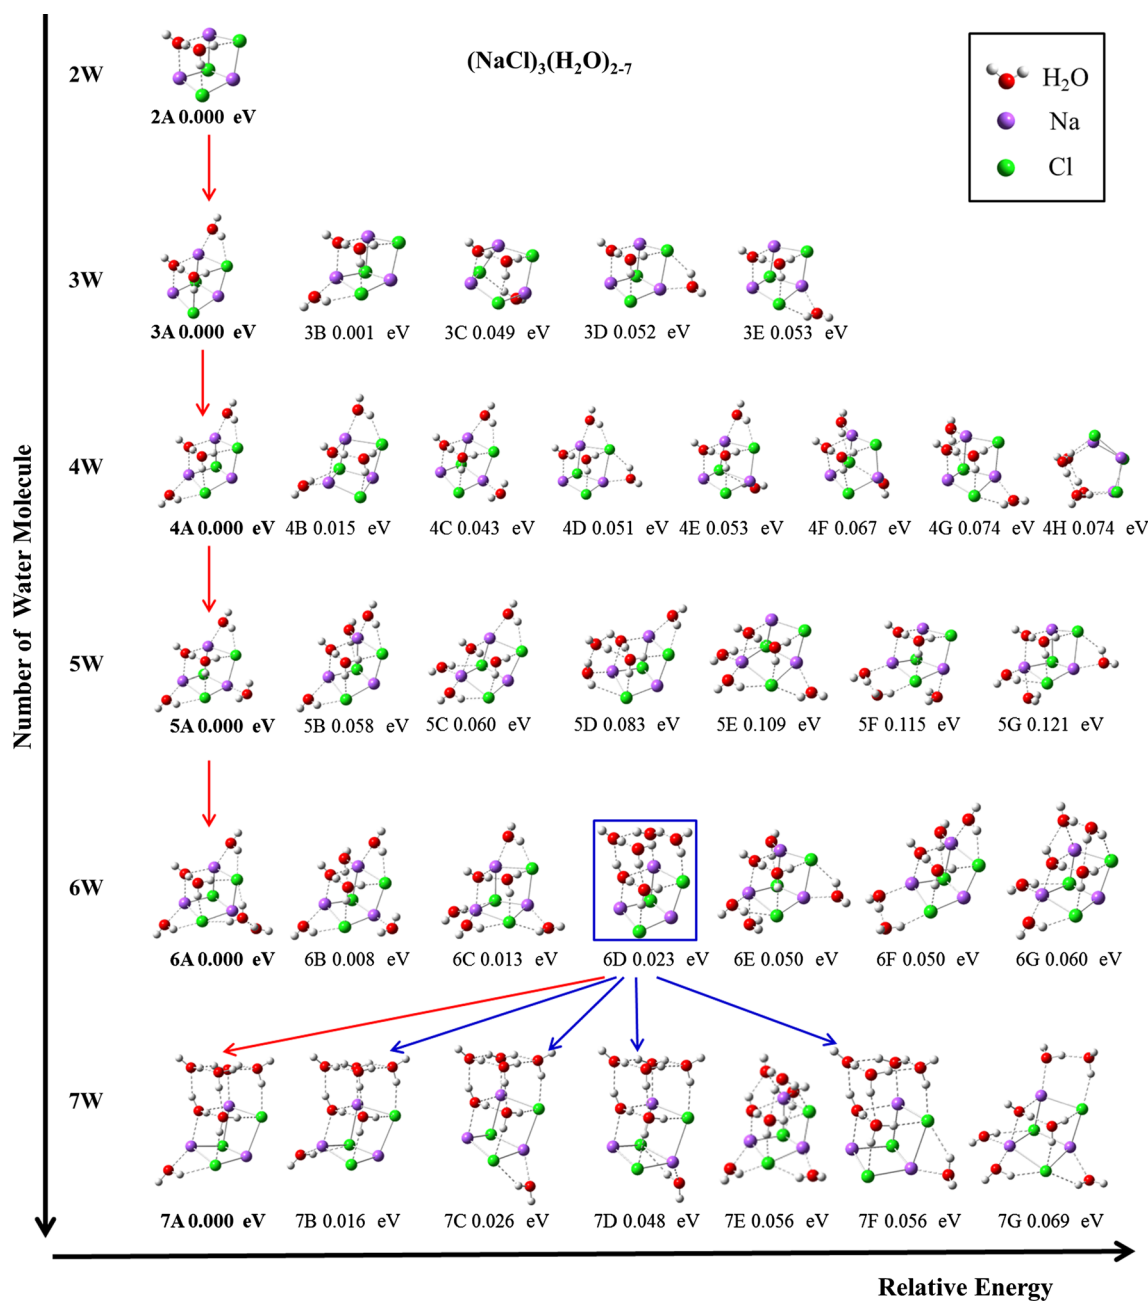 2W
(NaCl)₃(H₂O)₂₋₇
H₂O
Na
Cl
2A 0.000 eV
3W
3A 0.000 eV 3B 0.001 eV 3C 0.049 eV 3D 0.052 eV 3E 0.053 eV
4W
4A 0.000 eV 4B 0.015 eV 4C 0.043 eV 4D 0.051 eV 4E 0.053 eV 4F 0.067 eV 4G 0.074 eV 4H 0.074 eV
Number of Water Molecule
5W
5A 0.000 eV 5B 0.058 eV 5C 0.060 eV 5D 0.083 eV 5E 0.109 eV 5F 0.115 eV 5G 0.121 eV
6W
6A 0.000 eV 6B 0.008 eV 6C 0.013 eV 6D 0.023 eV 6E 0.050 eV 6F 0.050 eV 6G 0.060 eV
7W
7A 0.000 eV 7B 0.016 eV 7C 0.026 eV 7D 0.048 eV 7E 0.056 eV 7F 0.056 eV 7G 0.069 eV
Relative Energy